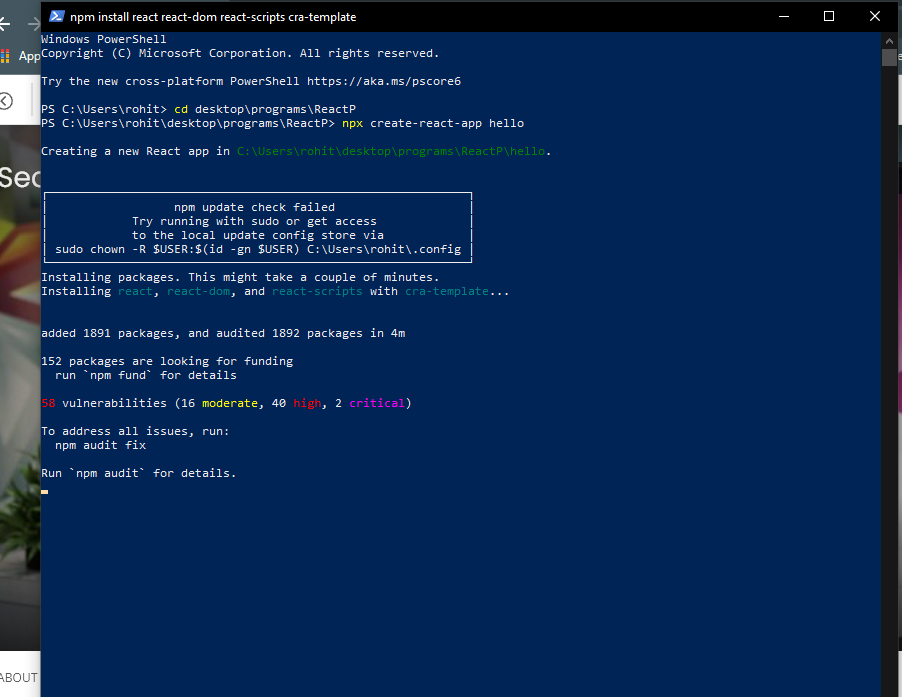 npm install react react-dom react-scripts cra-template
Windows PowerShell
Copyright (C) Microsoft Corporation. All rights reserved.
Try the new cross-platform PowerShell https://aka.ms/pscore6
PS C:\Users\rohit> cd desktop\programs\ReactP
PS C:\Users\rohit\desktop\programs\ReactP> npx create-react-app hello
Creating a new React app in C:\Users\rohit\desktop\programs\ReactP\hello.
npm update check failed
Try running with sudo or get access
to the local update config store via
sudo chown -R $USER:$(id -gn $USER) C:\Users\rohit\.config
Installing packages. This might take a couple of minutes.
Installing react, react-dom, and react-scripts with cra-template...
added 1891 packages, and audited 1892 packages in 4m
152 packages are looking for funding
run `npm fund` for details
58 vulnerabilities (16 moderate, 40 high, 2 critical)
To address all issues, run:
npm audit fix
Run `npm audit` for details.
App
Sec
ABOUT